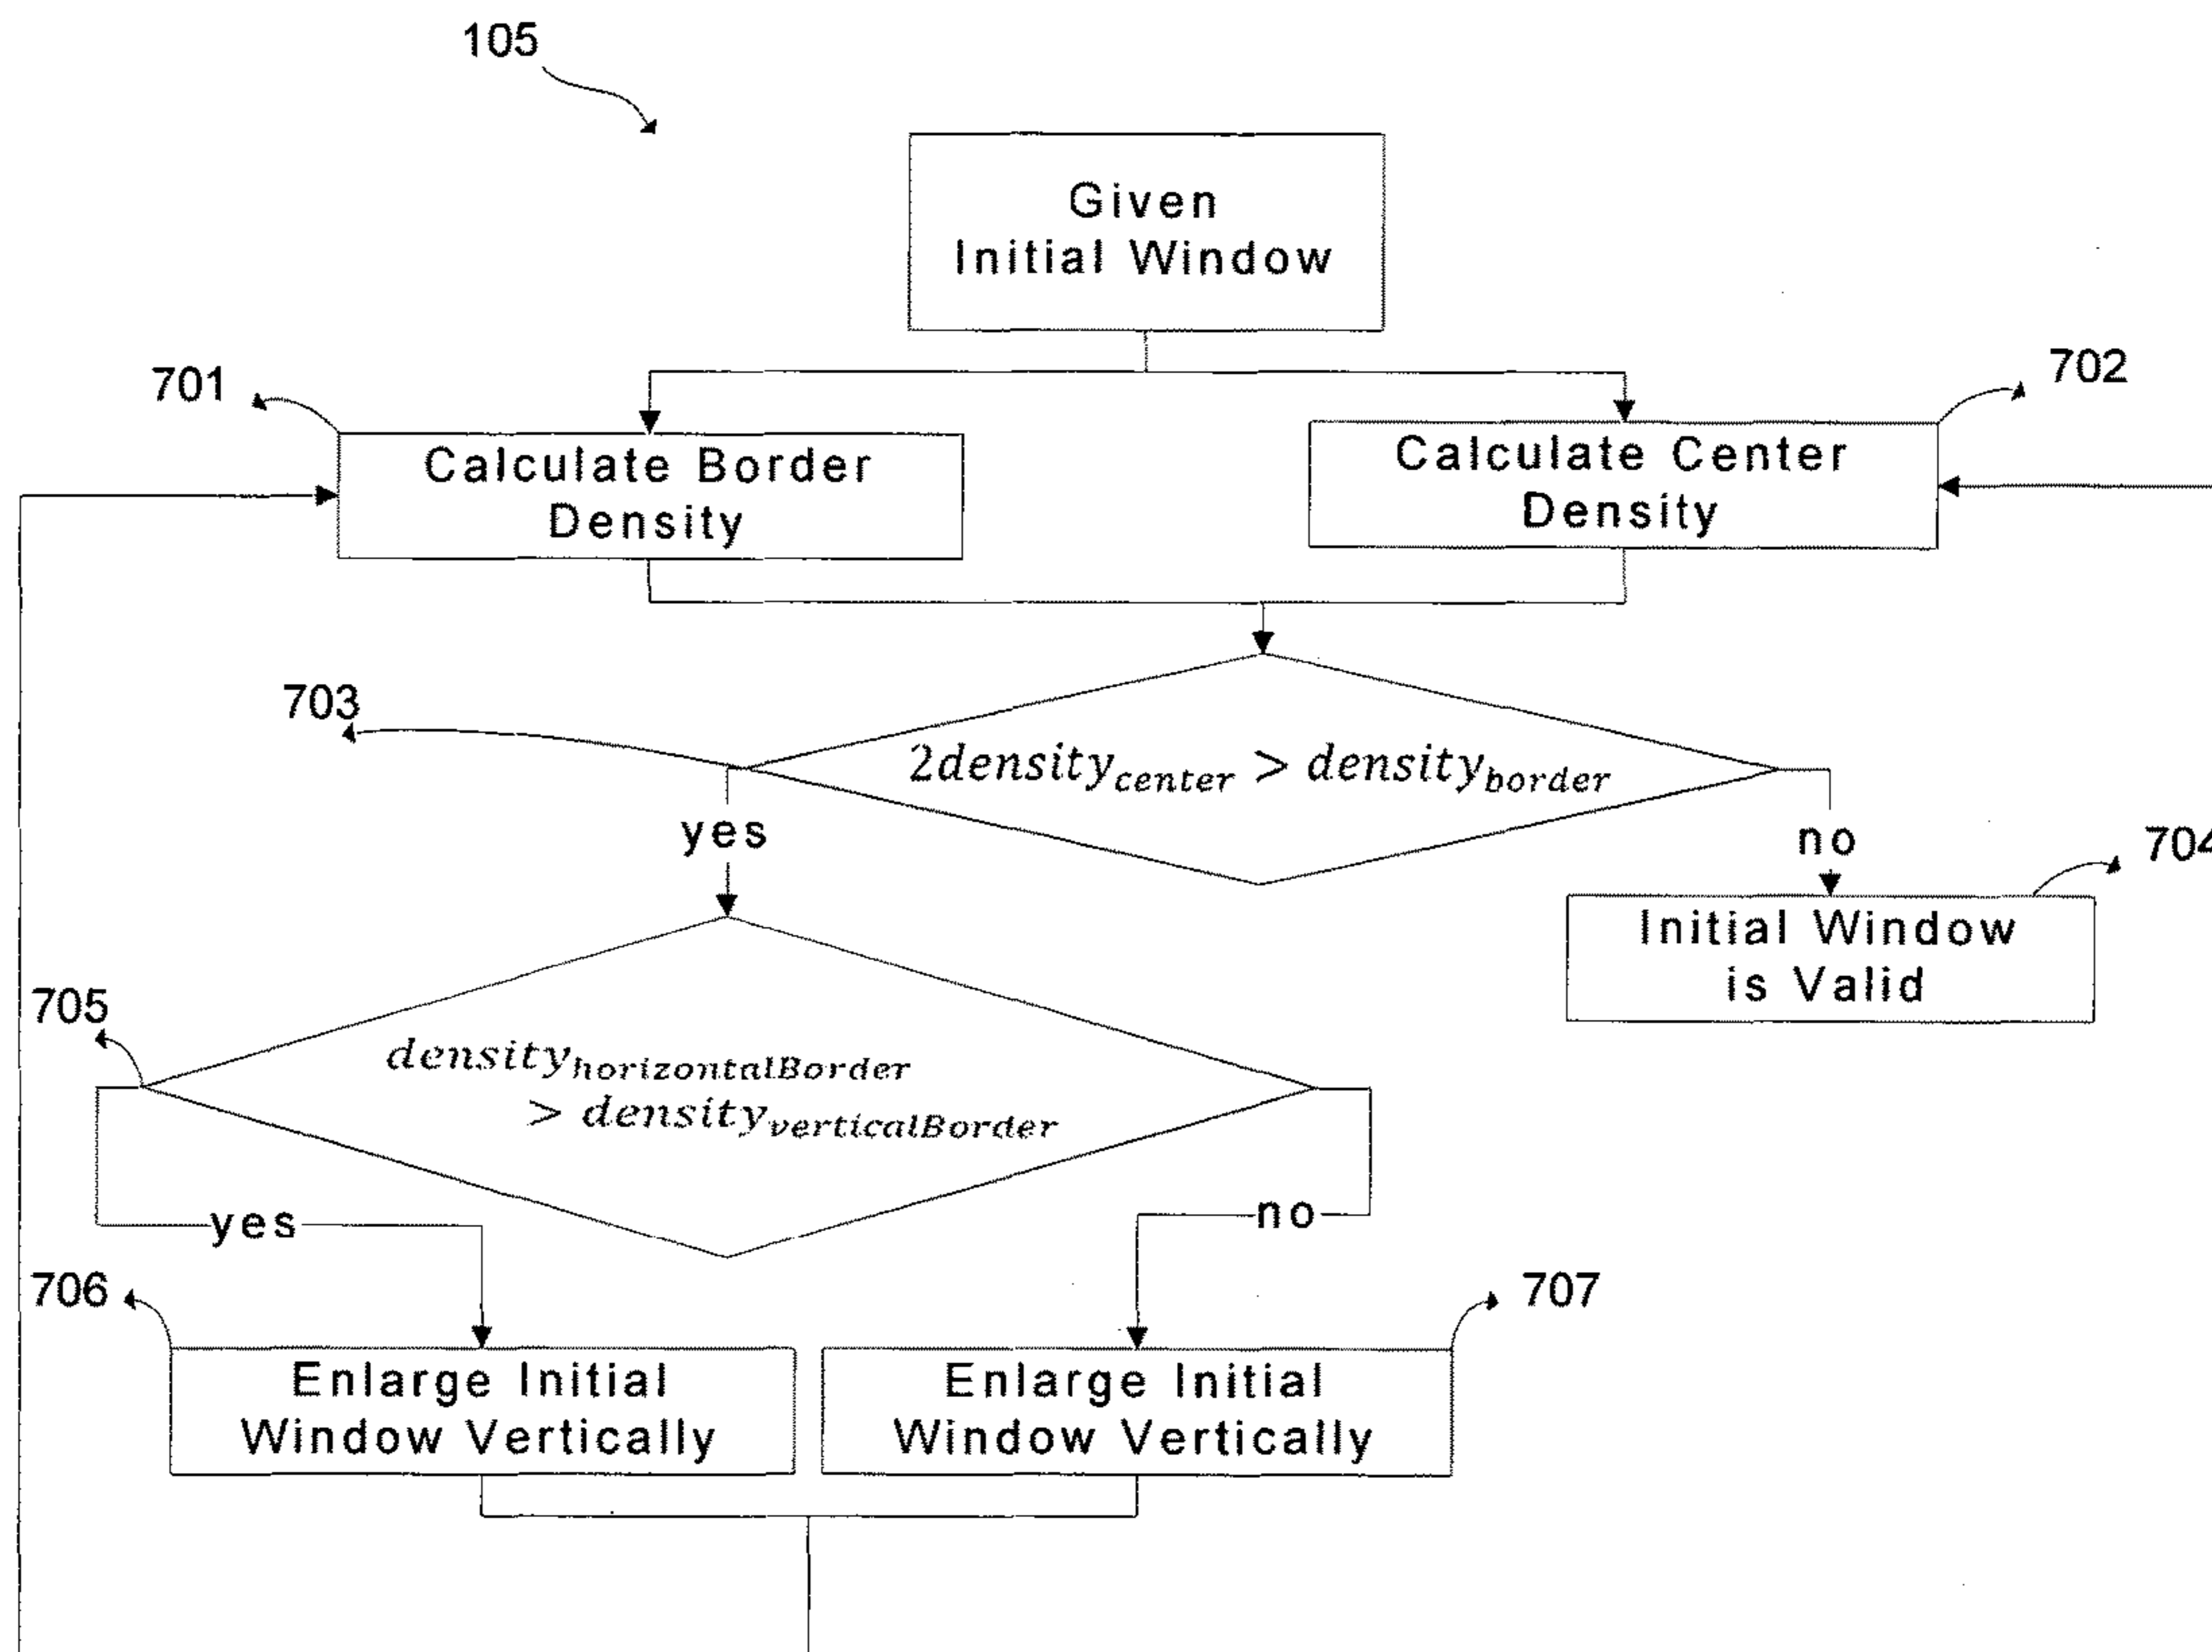 105
Given
Initial Window
701
702
Calculate Border
Density
Calculate Center
Density
703
2density_center > density_border
yes
no
704
Initial Window
is Valid
705
density_horizontalBorder
> density_verticalBorder
yes
no
706
707
Enlarge Initial
Window Vertically
Enlarge Initial
Window Vertically